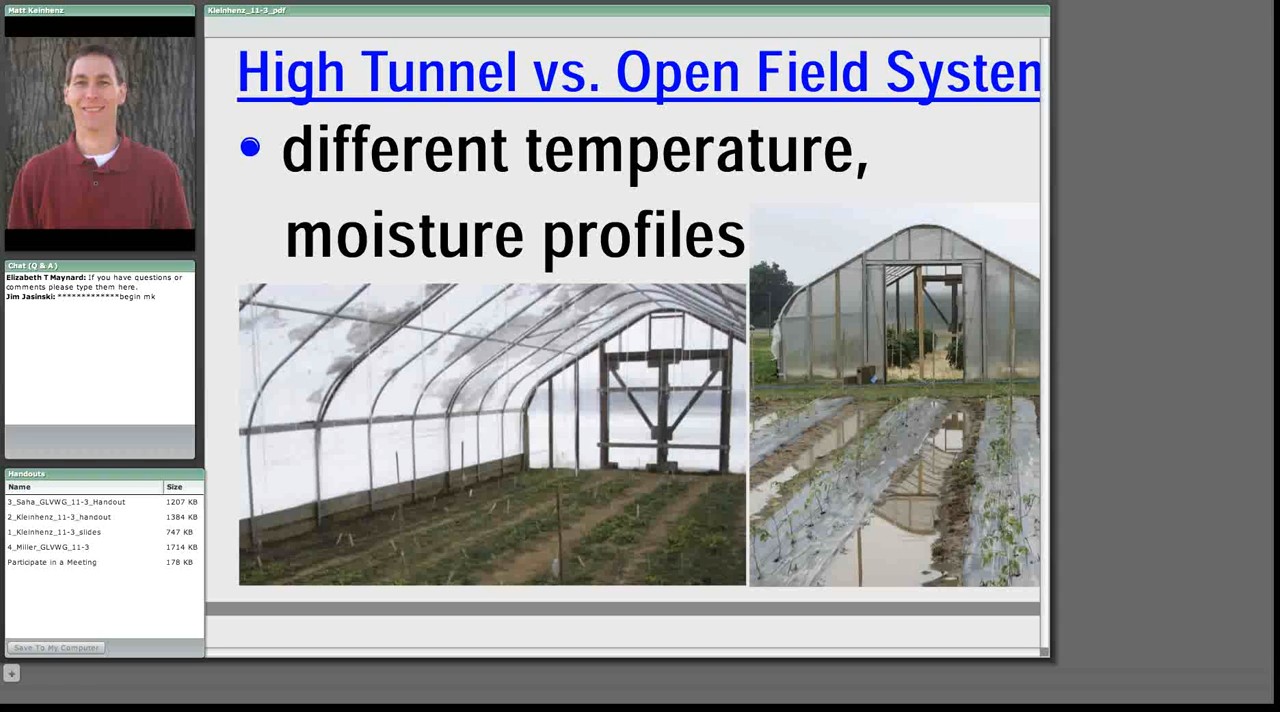 Matt Keinhenz
Kleinhenz_11-3_pdf
High Tunnel vs. Open Field System
different temperature,
moisture profiles
Chat (Q & A)
Elizabeth T Maynard: If you have questions or
comments please type them here.
Jim Jasinski: *************begin mk
Handouts
Name Size
3_Saha_GLVWG_11-3_Handout 1207 KB
2_Kleinhenz_11-3_handout 1384 KB
1_Kleinhenz_11-3_slides 747 KB
4_Miller_GLVWG_11-3 1714 KB
Participate in a Meeting 178 KB
Save To My Computer